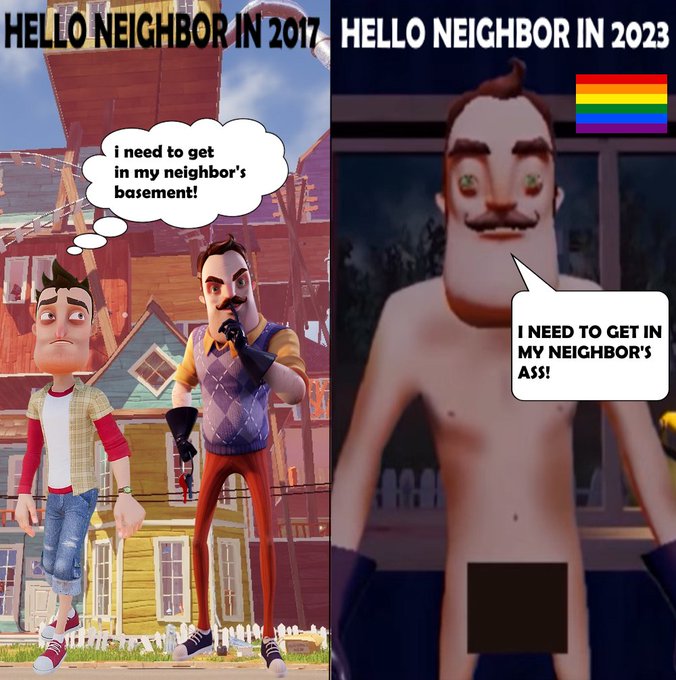 HELLO NEIGHBOR IN 2017
i need to get
in my neighbor's
basement!
HELLO NEIGHBOR IN 2023
I NEED TO GET IN
MY NEIGHBOR'S
ASS!